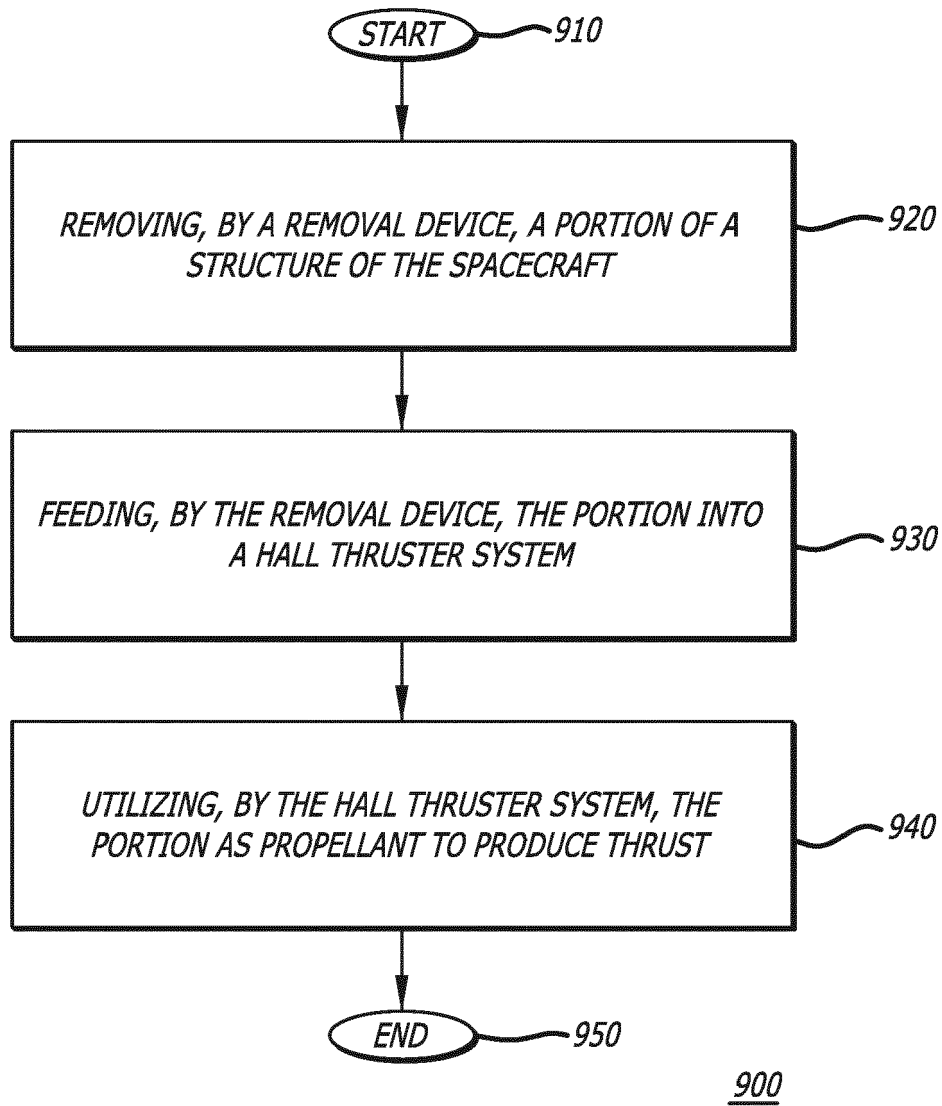 START
910
REMOVING, BY A REMOVAL DEVICE, A PORTION OF A
STRUCTURE OF THE SPACECRAFT
920
FEEDING, BY THE REMOVAL DEVICE, THE PORTION INTO
A HALL THRUSTER SYSTEM
930
UTILIZING, BY THE HALL THRUSTER SYSTEM, THE
PORTION AS PROPELLANT TO PRODUCE THRUST
940
END
950
900